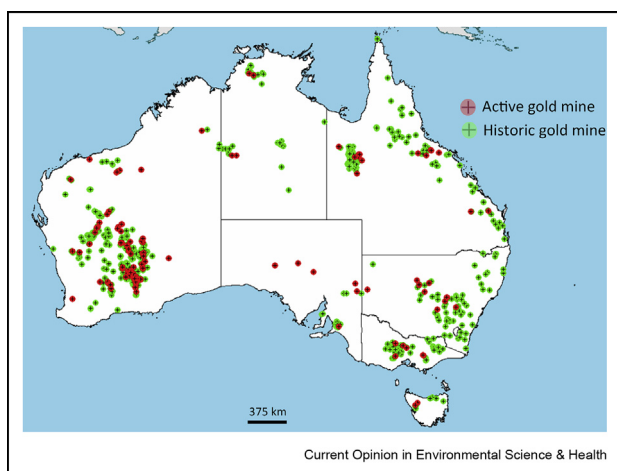 Active gold mine
Historic gold mine
375 km
Current Opinion in Environmental Science & Health